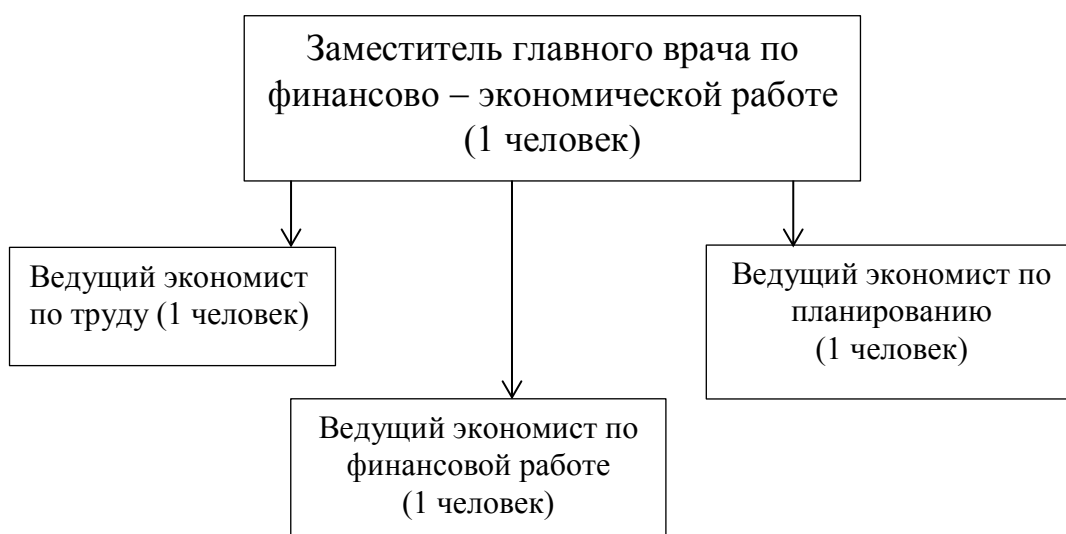 Заместитель главного врача по
финансово – экономической работе
(1 человек)
Ведущий экономист
по труду (1 человек)
Ведущий экономист по
планированию
(1 человек)
Ведущий экономист по
финансовой работе
(1 человек)